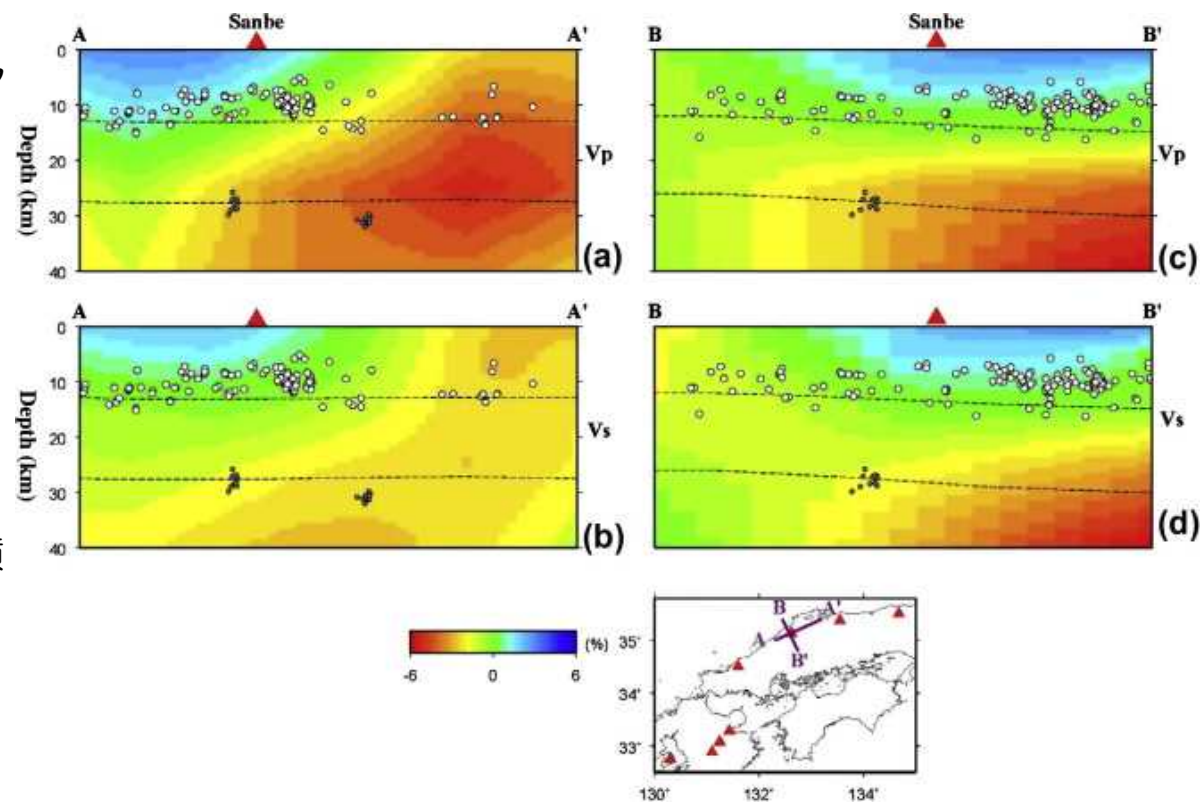 Sanbe
A A'
0
10
20
30
40
Depth (km)
Vp
(a)
Sanbe
B B'
Vp
(c)
A A'
0
10
20
30
40
Depth (km)
Vs
(b)
B B'
Vs
(d)
-6 0 6 (%)
B A'
A
B'
35°
34°
33°
130° 132° 134°